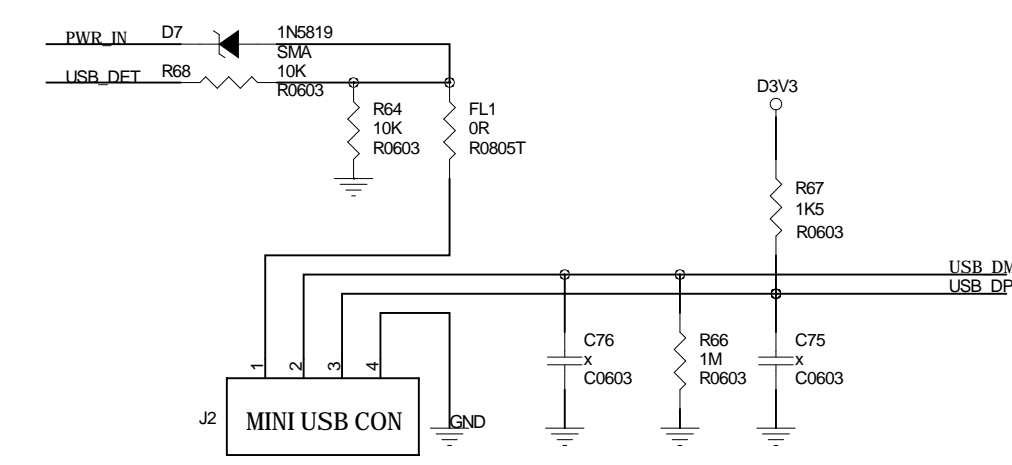 PWR_IN
D7
1N5819
SMA
USB_DET
R68
10K
R0603
R64
10K
R0603
FL1
0R
R0805T
D3V3
R67
1K5
R0603
USB_DM
USB_DP
C76
x
C0603
R66
1M
R0603
C75
x
C0603
1
2
3
4
J2
MINI USB CON
GND